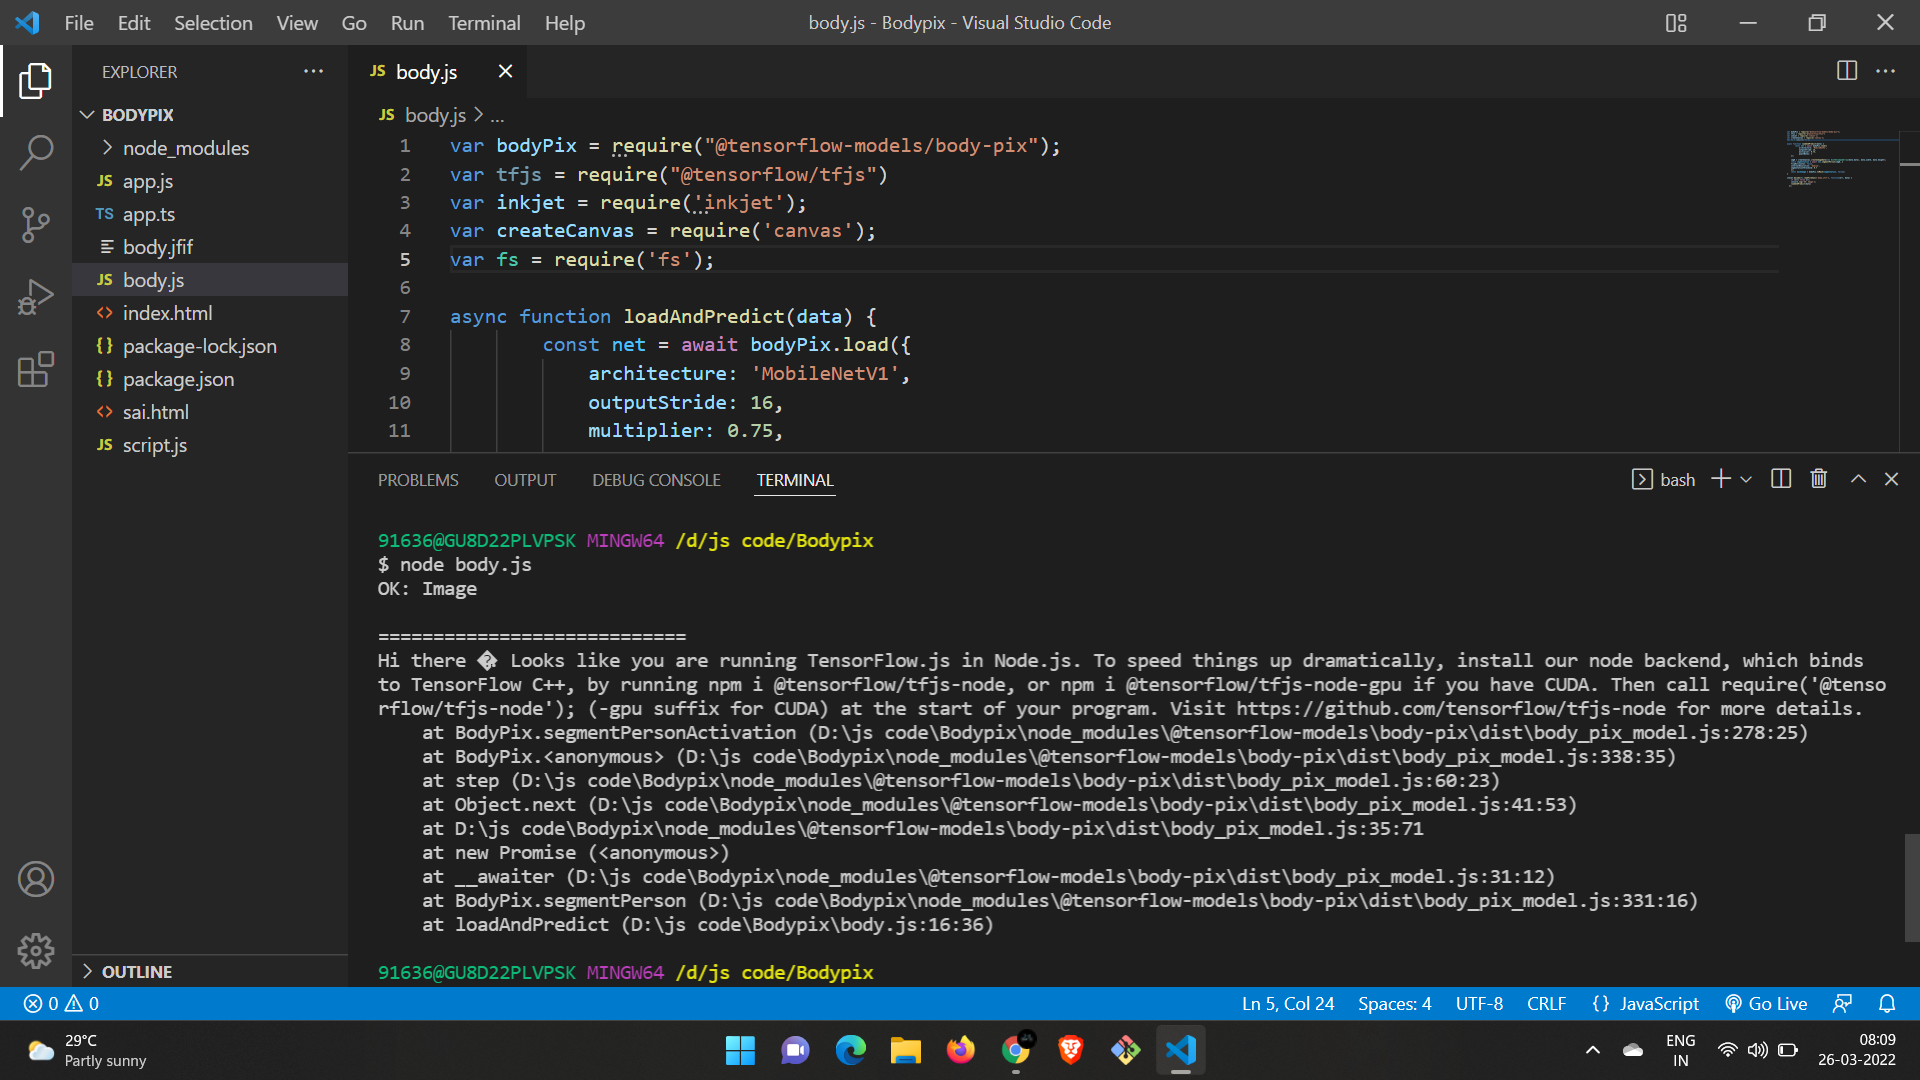 File Edit Selection View Go Run Terminal Help
body.js - Bodypix - Visual Studio Code
EXPLORER
BODYPIX
node_modules
JS app.js
TS app.ts
body.jfif
JS body.js
<> index.html
{} package-lock.json
{} package.json
<> sai.html
JS script.js
OUTLINE
JS body.js
JS body.js > ...
1 var bodyPix = require("@tensorflow-models/body-pix");
2 var tfjs = require("@tensorflow/tfjs")
3 var inkjet = require('inkjet');
4 var createCanvas = require('canvas');
5 var fs = require('fs');
6
7 async function loadAndPredict(data) {
8 const net = await bodyPix.load({
9 architecture: 'MobileNetV1',
10 outputStride: 16,
11 multiplier: 0.75,
PROBLEMS OUTPUT DEBUG CONSOLE TERMINAL
bash
91636@GU8D22PLVPSK MINGW64 /d/js code/Bodypix
$ node body.js
OK: Image
============================
Hi there � Looks like you are running TensorFlow.js in Node.js. To speed things up dramatically, install our node backend, which binds
to TensorFlow C++, by running npm i @tensorflow/tfjs-node, or npm i @tensorflow/tfjs-node-gpu if you have CUDA. Then call require('@tenso
rflow/tfjs-node'); (-gpu suffix for CUDA) at the start of your program. Visit https://github.com/tensorflow/tfjs-node for more details.
at BodyPix.segmentPersonActivation (D:\js code\Bodypix\node_modules\@tensorflow-models\body-pix\dist\body_pix_model.js:278:25)
at BodyPix.<anonymous> (D:\js code\Bodypix\node_modules\@tensorflow-models\body-pix\dist\body_pix_model.js:338:35)
at step (D:\js code\Bodypix\node_modules\@tensorflow-models\body-pix\dist\body_pix_model.js:60:23)
at Object.next (D:\js code\Bodypix\node_modules\@tensorflow-models\body-pix\dist\body_pix_model.js:41:53)
at D:\js code\Bodypix\node_modules\@tensorflow-models\body-pix\dist\body_pix_model.js:35:71
at new Promise (<anonymous>)
at __awaiter (D:\js code\Bodypix\node_modules\@tensorflow-models\body-pix\dist\body_pix_model.js:31:12)
at BodyPix.segmentPerson (D:\js code\Bodypix\node_modules\@tensorflow-models\body-pix\dist\body_pix_model.js:331:16)
at loadAndPredict (D:\js code\Bodypix\body.js:16:36)
91636@GU8D22PLVPSK MINGW64 /d/js code/Bodypix
0 0
Ln 5, Col 24 Spaces: 4 UTF-8 CRLF {} JavaScript Go Live
29°C
Partly sunny
ENG
IN
08:09
26-03-2022